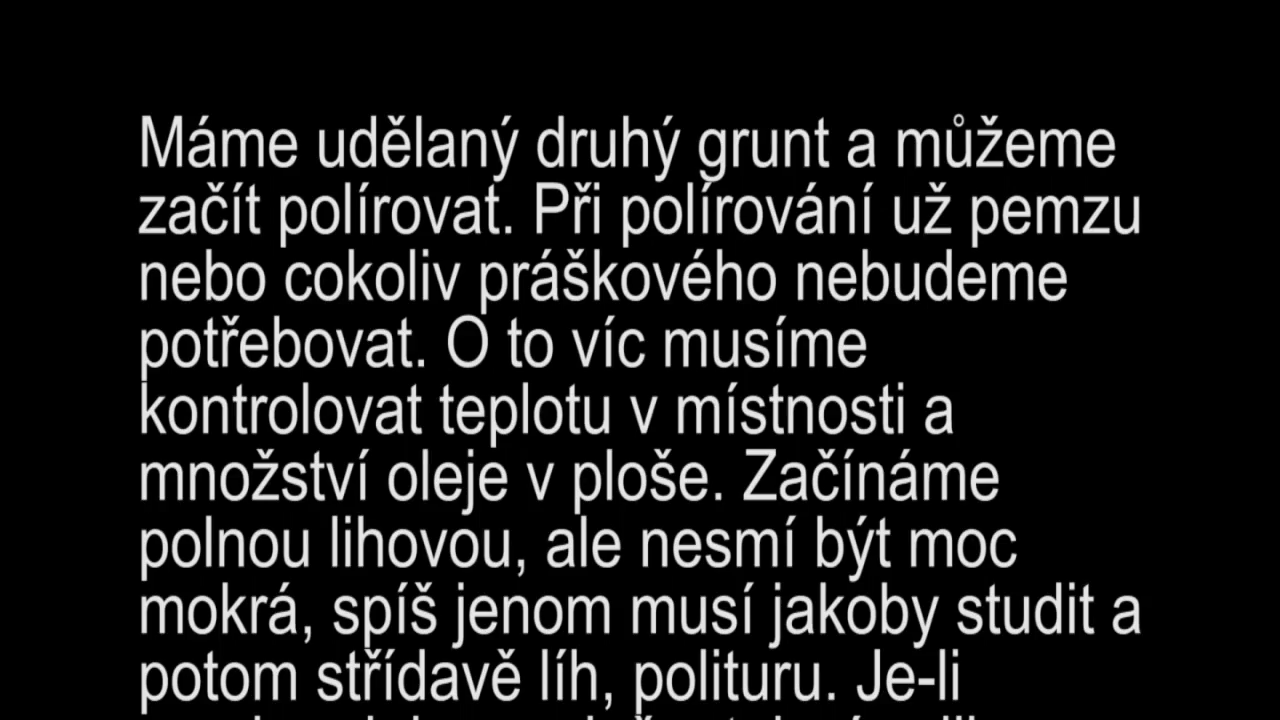 Máme udělaný druhý grunt a můžeme
začít polírovat. Při polírování už pemzu
nebo cokoliv práškového nebudeme
potřebovat. O to víc musíme
kontrolovat teplotu v místnosti a
množství oleje v ploše. Začínáme
polnou lihovou, ale nesmí být moc
mokrá, spíš jenom musí jakoby studit a
potom střídavě líh, polituru. Je-li